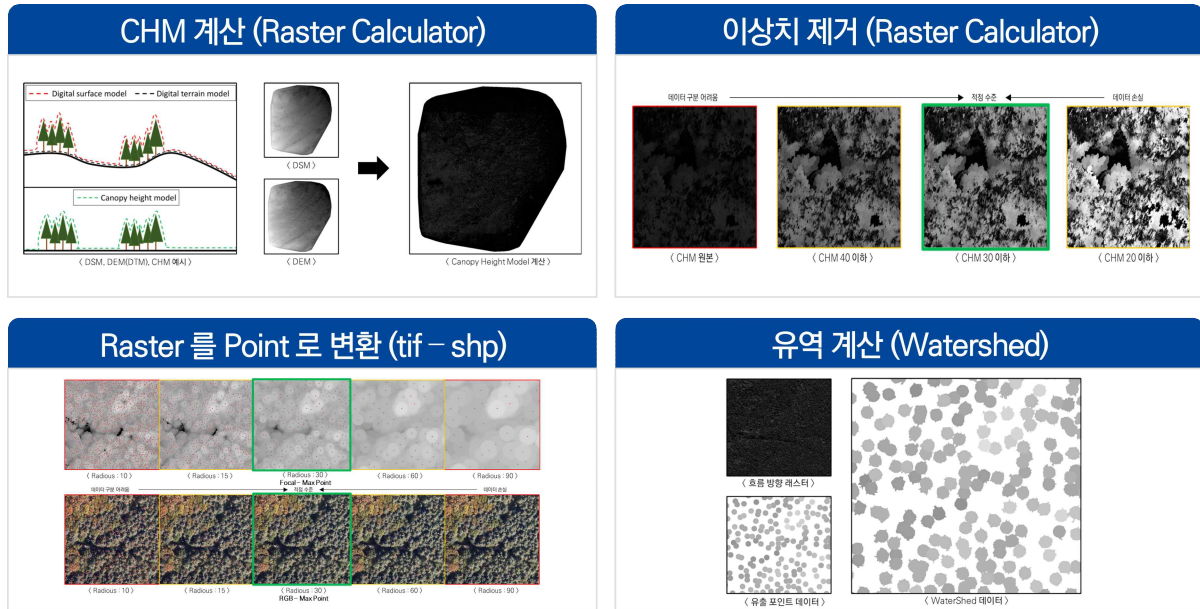 CHM 계산 (Raster Calculator)
Digital surface model
Digital terrain model
Canopy height model
〈 DSM, DEM(DTM), CHM 예시 〉
〈 DSM 〉
〈 DEM 〉
〈 Canopy Height Model 계산 〉
이상치 제거 (Raster Calculator)
데이터 구분 어려움
적정 수준
데이터 손실
〈 CHM 원본 〉
〈 CHM 40 이하 〉
〈 CHM 30 이하 〉
〈 CHM 20 이하 〉
Raster 를 Point 로 변환 (tif – shp)
〈 Radious : 10 〉
〈 Radious : 15 〉
〈 Radious : 30 〉
〈 Radious : 60 〉
〈 Radious : 90 〉
Focal – Max Point
데이터 구분 어려움
적정 수준
데이터 손실
〈 Radious : 10 〉
〈 Radious : 15 〉
〈 Radious : 30 〉
〈 Radious : 60 〉
〈 Radious : 90 〉
RGB – Max Point
유역 계산 (Watershed)
〈 흐름 방향 래스터 〉
〈 유출 포인트 데이터 〉
〈 WaterShed 데이터 〉